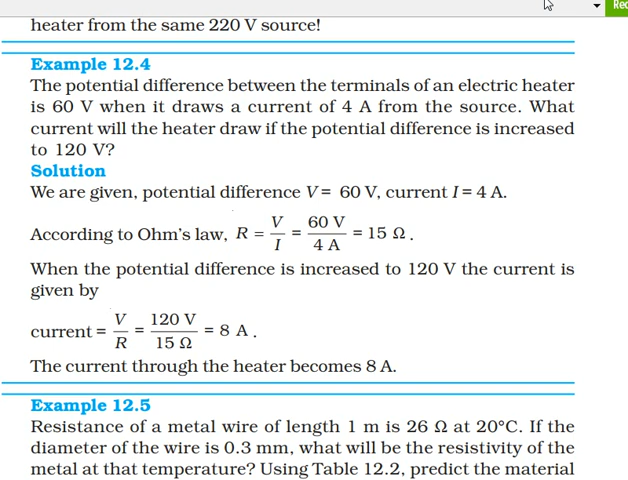 Rea
heater from the same 220 V source!
Example 12.4
The potential difference between the terminals of an electric heater
is 60 V when it draws a current of 4 A from the source. What
current will the heater draw if the potential difference is increased
to 120 V?
Solution
We are given, potential difference V = 60 V, current I = 4 A.
According to Ohm's law, R = V/I = 60 V/4 A = 15 Ω.
When the potential difference is increased to 120 V the current is
given by
current = V/R = 120 V/15 Ω = 8 A.
The current through the heater becomes 8 A.
Example 12.5
Resistance of a metal wire of length 1 m is 26 Ω at 20°C. If the
diameter of the wire is 0.3 mm, what will be the resistivity of the
metal at that temperature? Using Table 12.2, predict the material